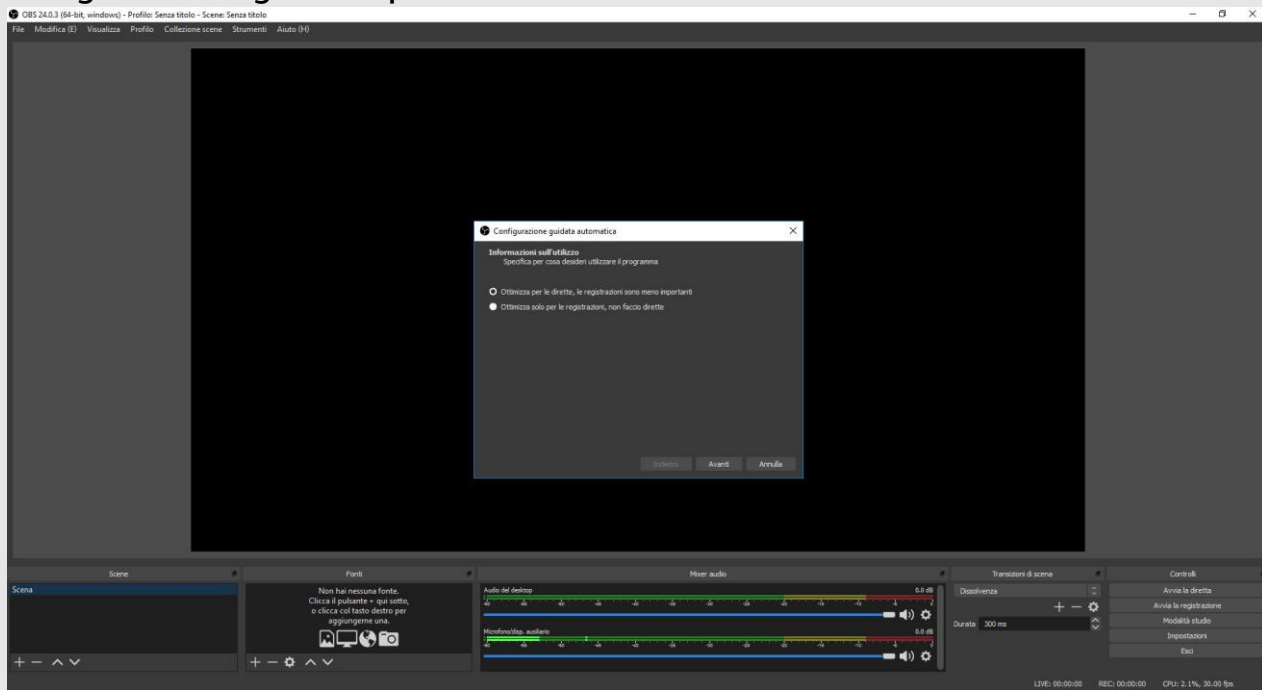 OBS 24.0.3 (64-bit, windows) - Profilo: Senza titolo - Scene: Senza titolo
File Modifica (E) Visualizza Profilo Collezione scene Strumenti Aiuto (H)
Configurazione guidata automatica
Informazioni sull'utilizzo
Specifica per cosa desideri utilizzare il programma
Ottimizza per le dirette, le registrazioni sono meno importanti
Ottimizza solo per le registrazioni, non faccio dirette
Indietro Avanti Annulla
Scene
Scena
Fonti
Non hai nessuna fonte.
Clicca il pulsante + qui sotto,
o clicca col tasto destro per
aggiungerne una.
Mixer audio
Audio del desktop 0.0 dB
Microfono/disp. ausiliario 0.0 dB
Transizioni di scena
Dissolvenza
Durata 300 ms
Controlli
Avvia la diretta
Avvia la registrazione
Modalità studio
Impostazioni
Esci
LIVE: 00:00:00 REC: 00:00:00 CPU: 2.1%, 30.00 fps